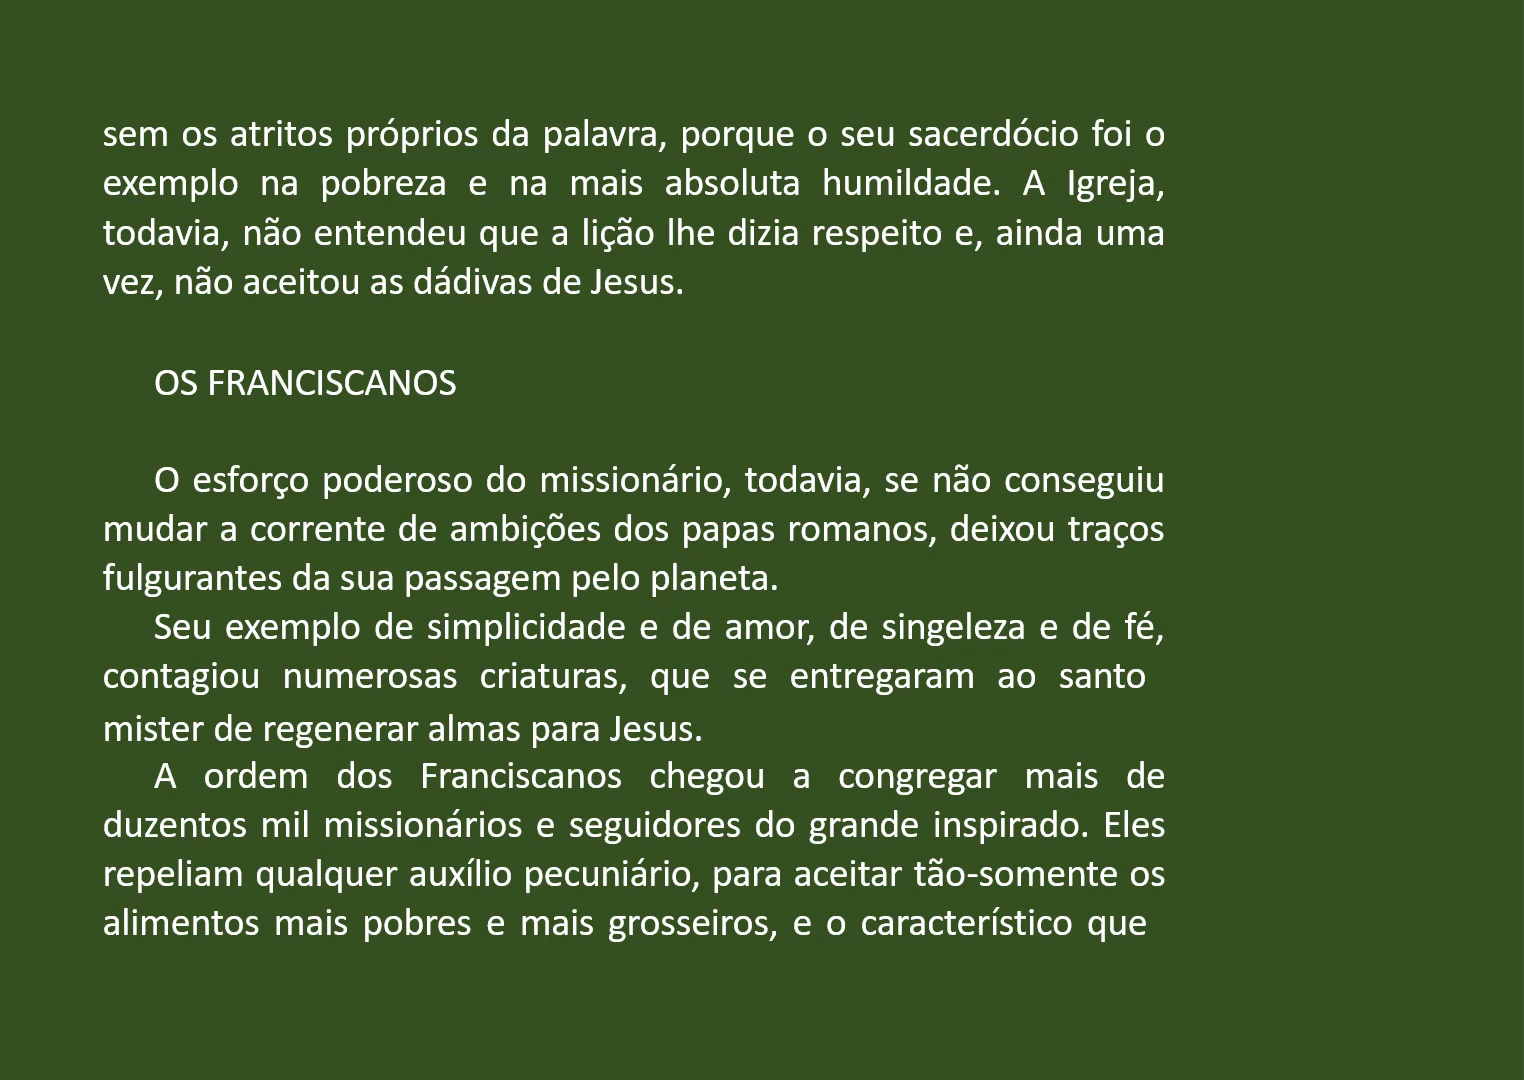 sem os atritos próprios da palavra, porque o seu sacerdócio foi o
exemplo na pobreza e na mais absoluta humildade. A Igreja,
todavia, não entendeu que a lição lhe dizia respeito e, ainda uma
vez, não aceitou as dádivas de Jesus.
OS FRANCISCANOS
O esforço poderoso do missionário, todavia, se não conseguiu
mudar a corrente de ambições dos papas romanos, deixou traços
fulgurantes da sua passagem pelo planeta.
Seu exemplo de simplicidade e de amor, de singeleza e de fé,
contagiou numerosas criaturas, que se entregaram ao santo
mister de regenerar almas para Jesus.
A ordem dos Franciscanos chegou a congregar mais de
duzentos mil missionários e seguidores do grande inspirado. Eles
repeliam qualquer auxílio pecuniário, para aceitar tão-somente os
alimentos mais pobres e mais grosseiros, e o característico que